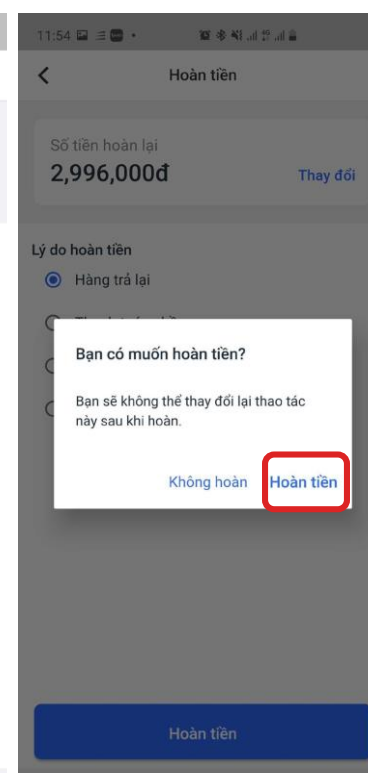 11:54
Hoàn tiền
Số tiền hoàn lại
2,996,000đ
Thay đổi
Lý do hoàn tiền
Hàng trả lại
Bạn có muốn hoàn tiền?
Bạn sẽ không thể thay đổi lại thao tác
này sau khi hoàn.
Không hoàn Hoàn tiền
Hoàn tiền